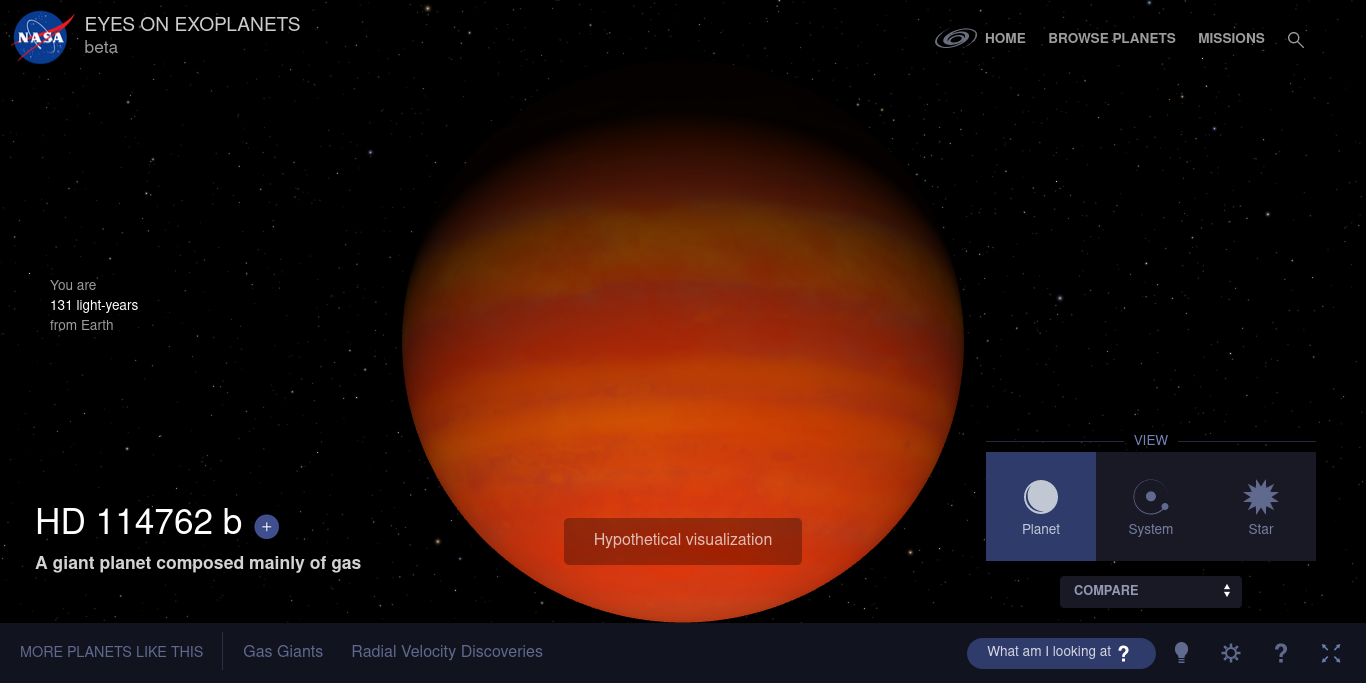 NASA
EYES ON EXOPLANETS
beta
HOME
BROWSE PLANETS
MISSIONS
You are
131 light-years
from Earth
VIEW
Planet
System
Star
HD 114762 b +
A giant planet composed mainly of gas
Hypothetical visualization
COMPARE
MORE PLANETS LIKE THIS
Gas Giants
Radial Velocity Discoveries
What am I looking at ?
?